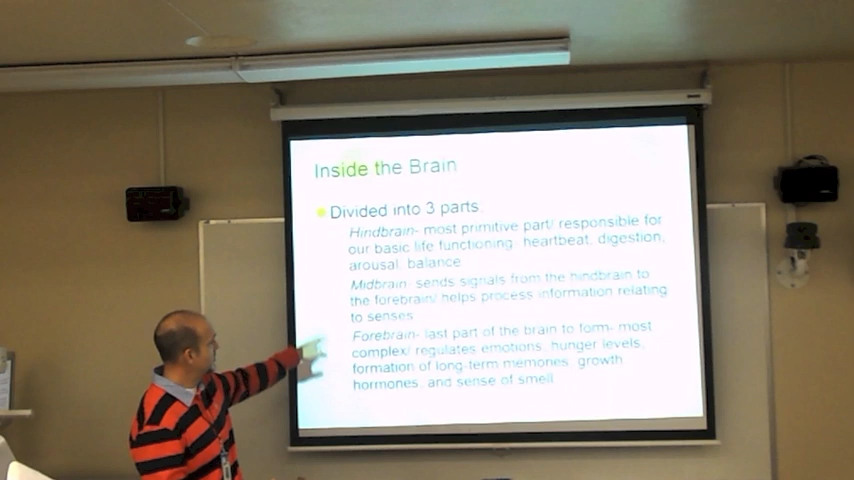 Inside the Brain
Divided into 3 parts.
Hindbrain- most primitive part/ responsible for
our basic life functioning: heartbeat, digestion,
arousal, balance
Midbrain: sends signals from the hindbrain to
the forebrain/ helps process information relating
to senses
Forebrain- last part of the brain to form- most
complex/ regulates emotions, hunger levels,
formation of long-term memories, growth
hormones, and sense of smell